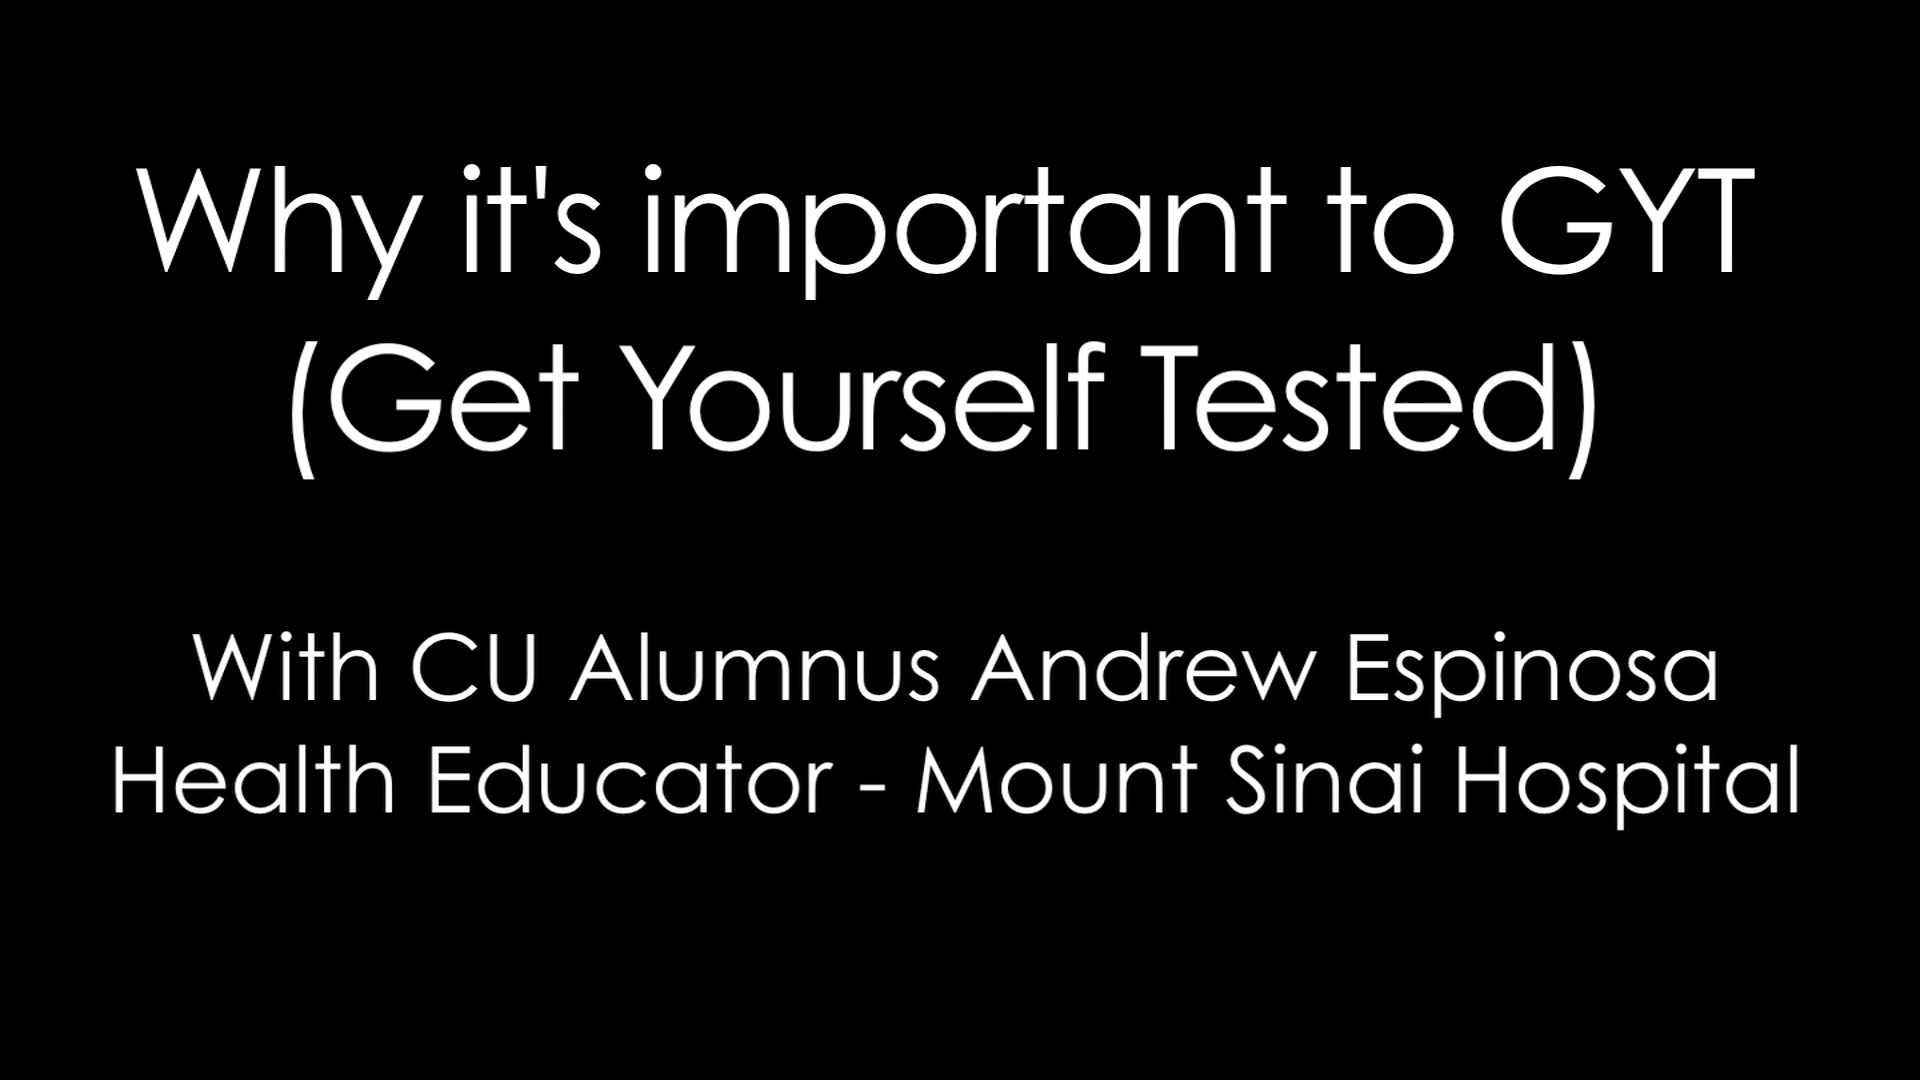 Why it's important to GYT
(Get Yourself Tested)
With CU Alumnus Andrew Espinosa
Health Educator - Mount Sinai Hospital